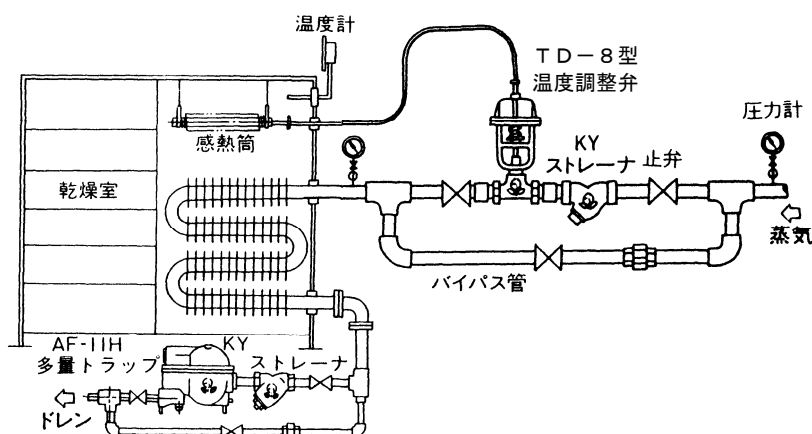 温度計
TD-8型
温度調整弁
圧力計
感熱筒
KY
ストレーナ
止弁
乾燥室
蒸気
バイパス管
AF-11H
多量トラップ
KY
ストレーナ
ドレン